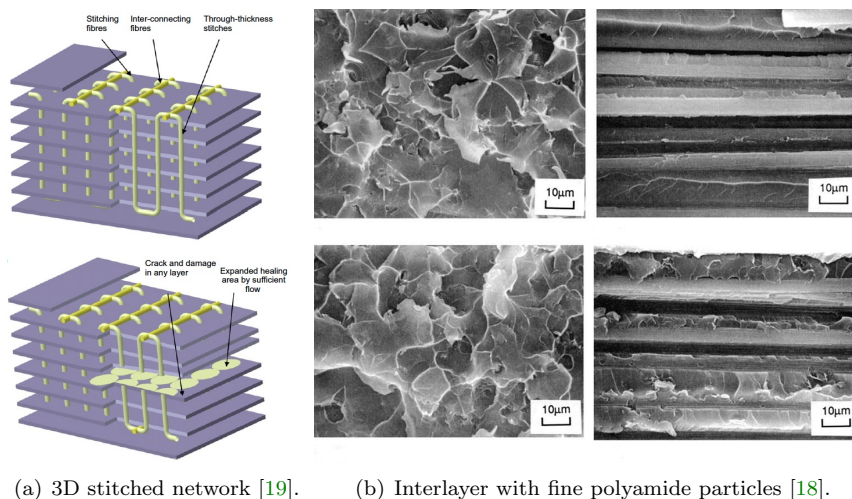 Stitching
fibres
Inter-connecting
fibres
Through-thickness
stitches
10μm
10μm
Crack and damage
in any layer
Expanded healing
area by sufficient
flow
10μm
10μm
(a) 3D stitched network [19].
(b) Interlayer with fine polyamide particles [18].